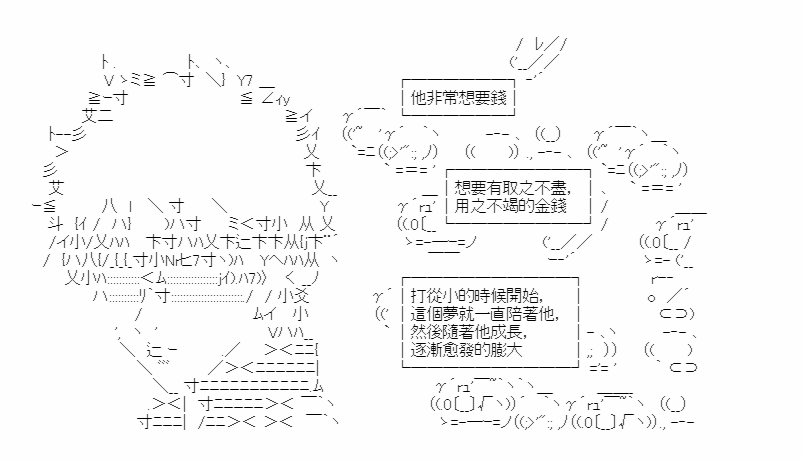 他非常想要錢
想要有取之不盡，
用之不竭的金錢
打從小的時候開始，
這個夢就一直陪著他，
然後隨著他成長，
逐漸愈發的膨大